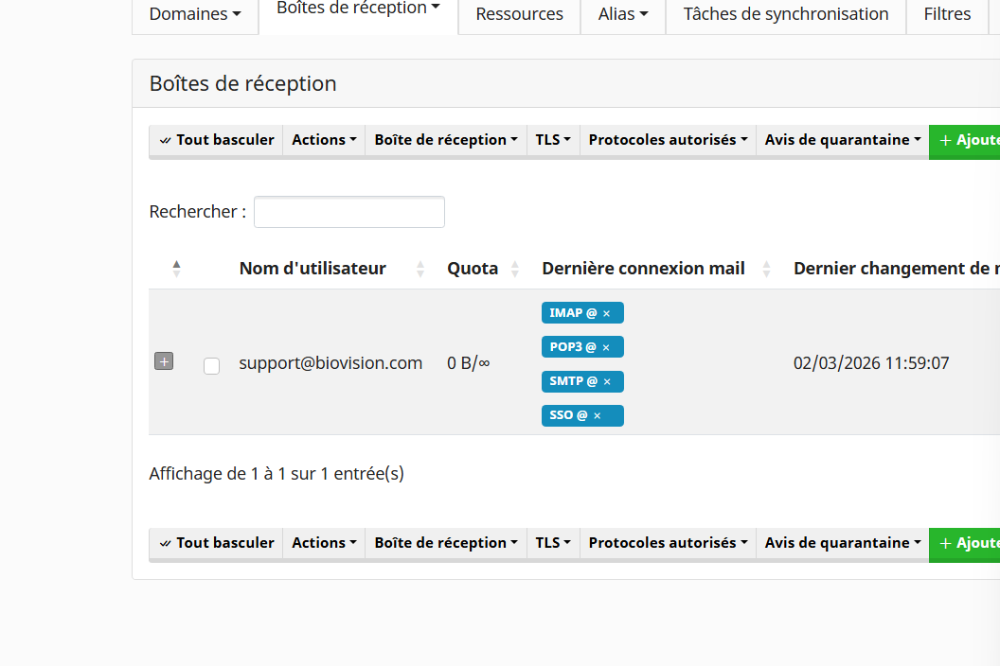 Domaines Boîtes de réception Ressources Alias Tâches de synchronisation Filtres
Boîtes de réception
Tout basculer Actions Boîte de réception TLS Protocoles autorisés Avis de quarantaine + Ajoute
Rechercher :
Nom d'utilisateur Quota Dernière connexion mail Dernier changement de
IMAP @ ×
POP3 @ ×
support@biovision.com 0 B/∞ 02/03/2026 11:59:07
SMTP @ ×
SSO @ ×
Affichage de 1 à 1 sur 1 entrée(s)
Tout basculer Actions Boîte de réception TLS Protocoles autorisés Avis de quarantaine + Ajoute